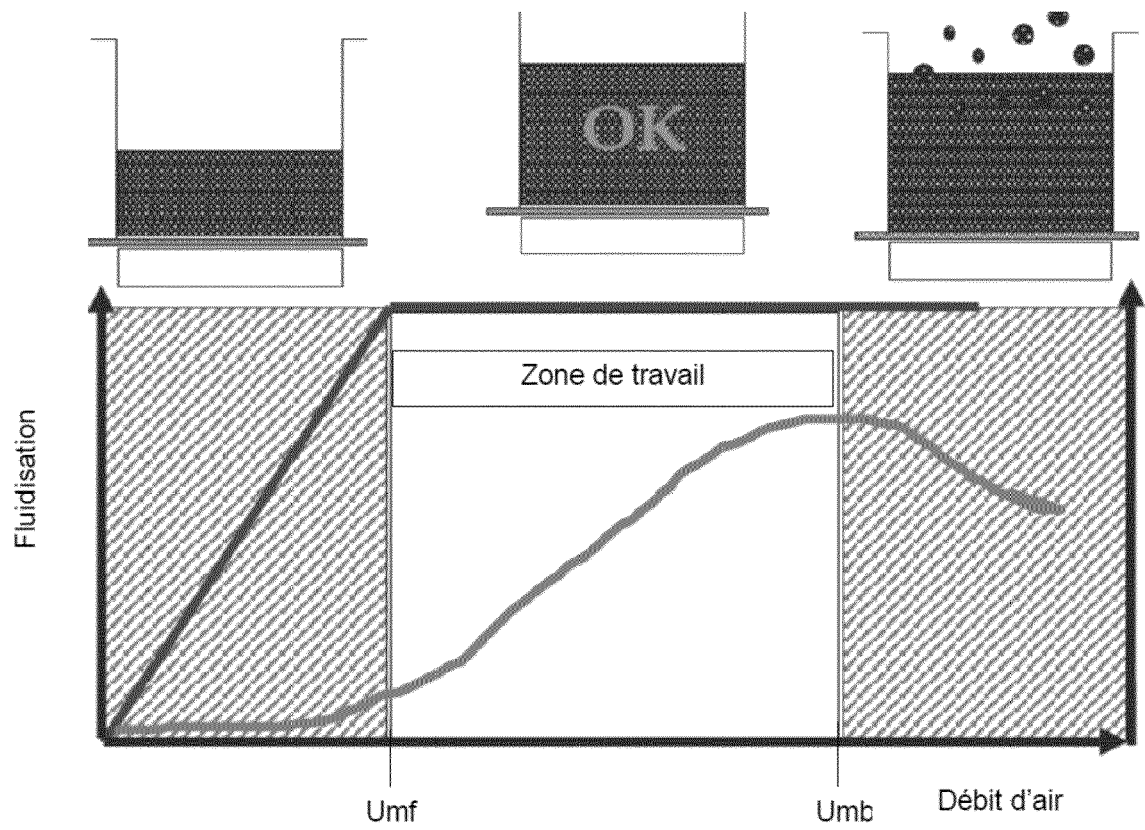 OK
Zone de travail
Fluidisation
Umf
Umb
Débit d'air